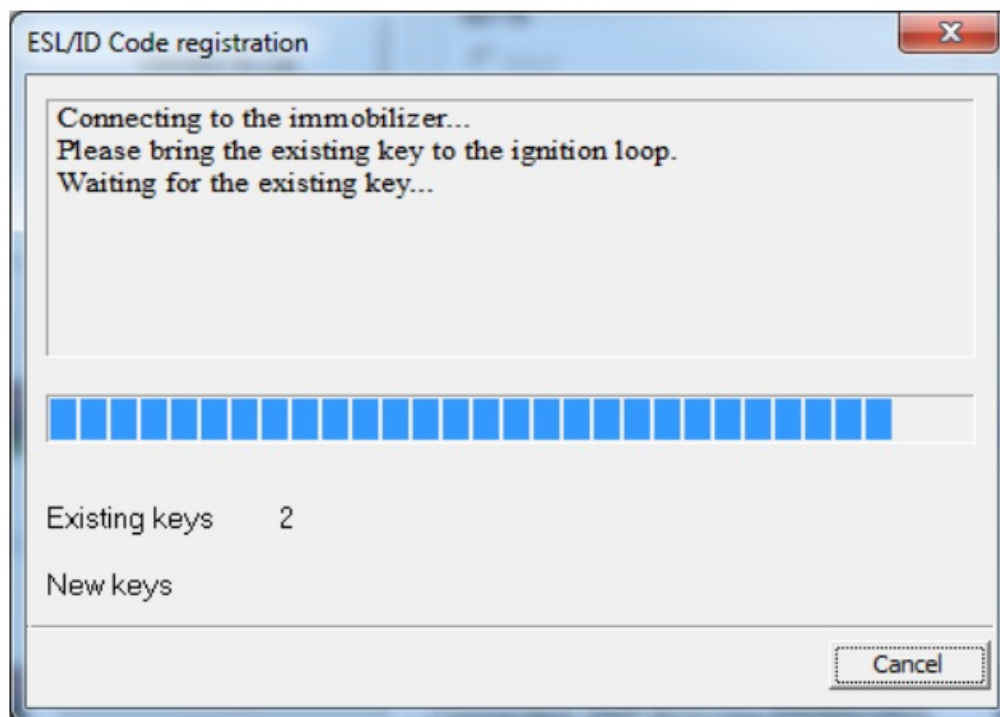 ESL/ID Code registration
Connecting to the immobilizer...
Please bring the existing key to the ignition loop.
Waiting for the existing key...
Existing keys 2
New keys
Cancel